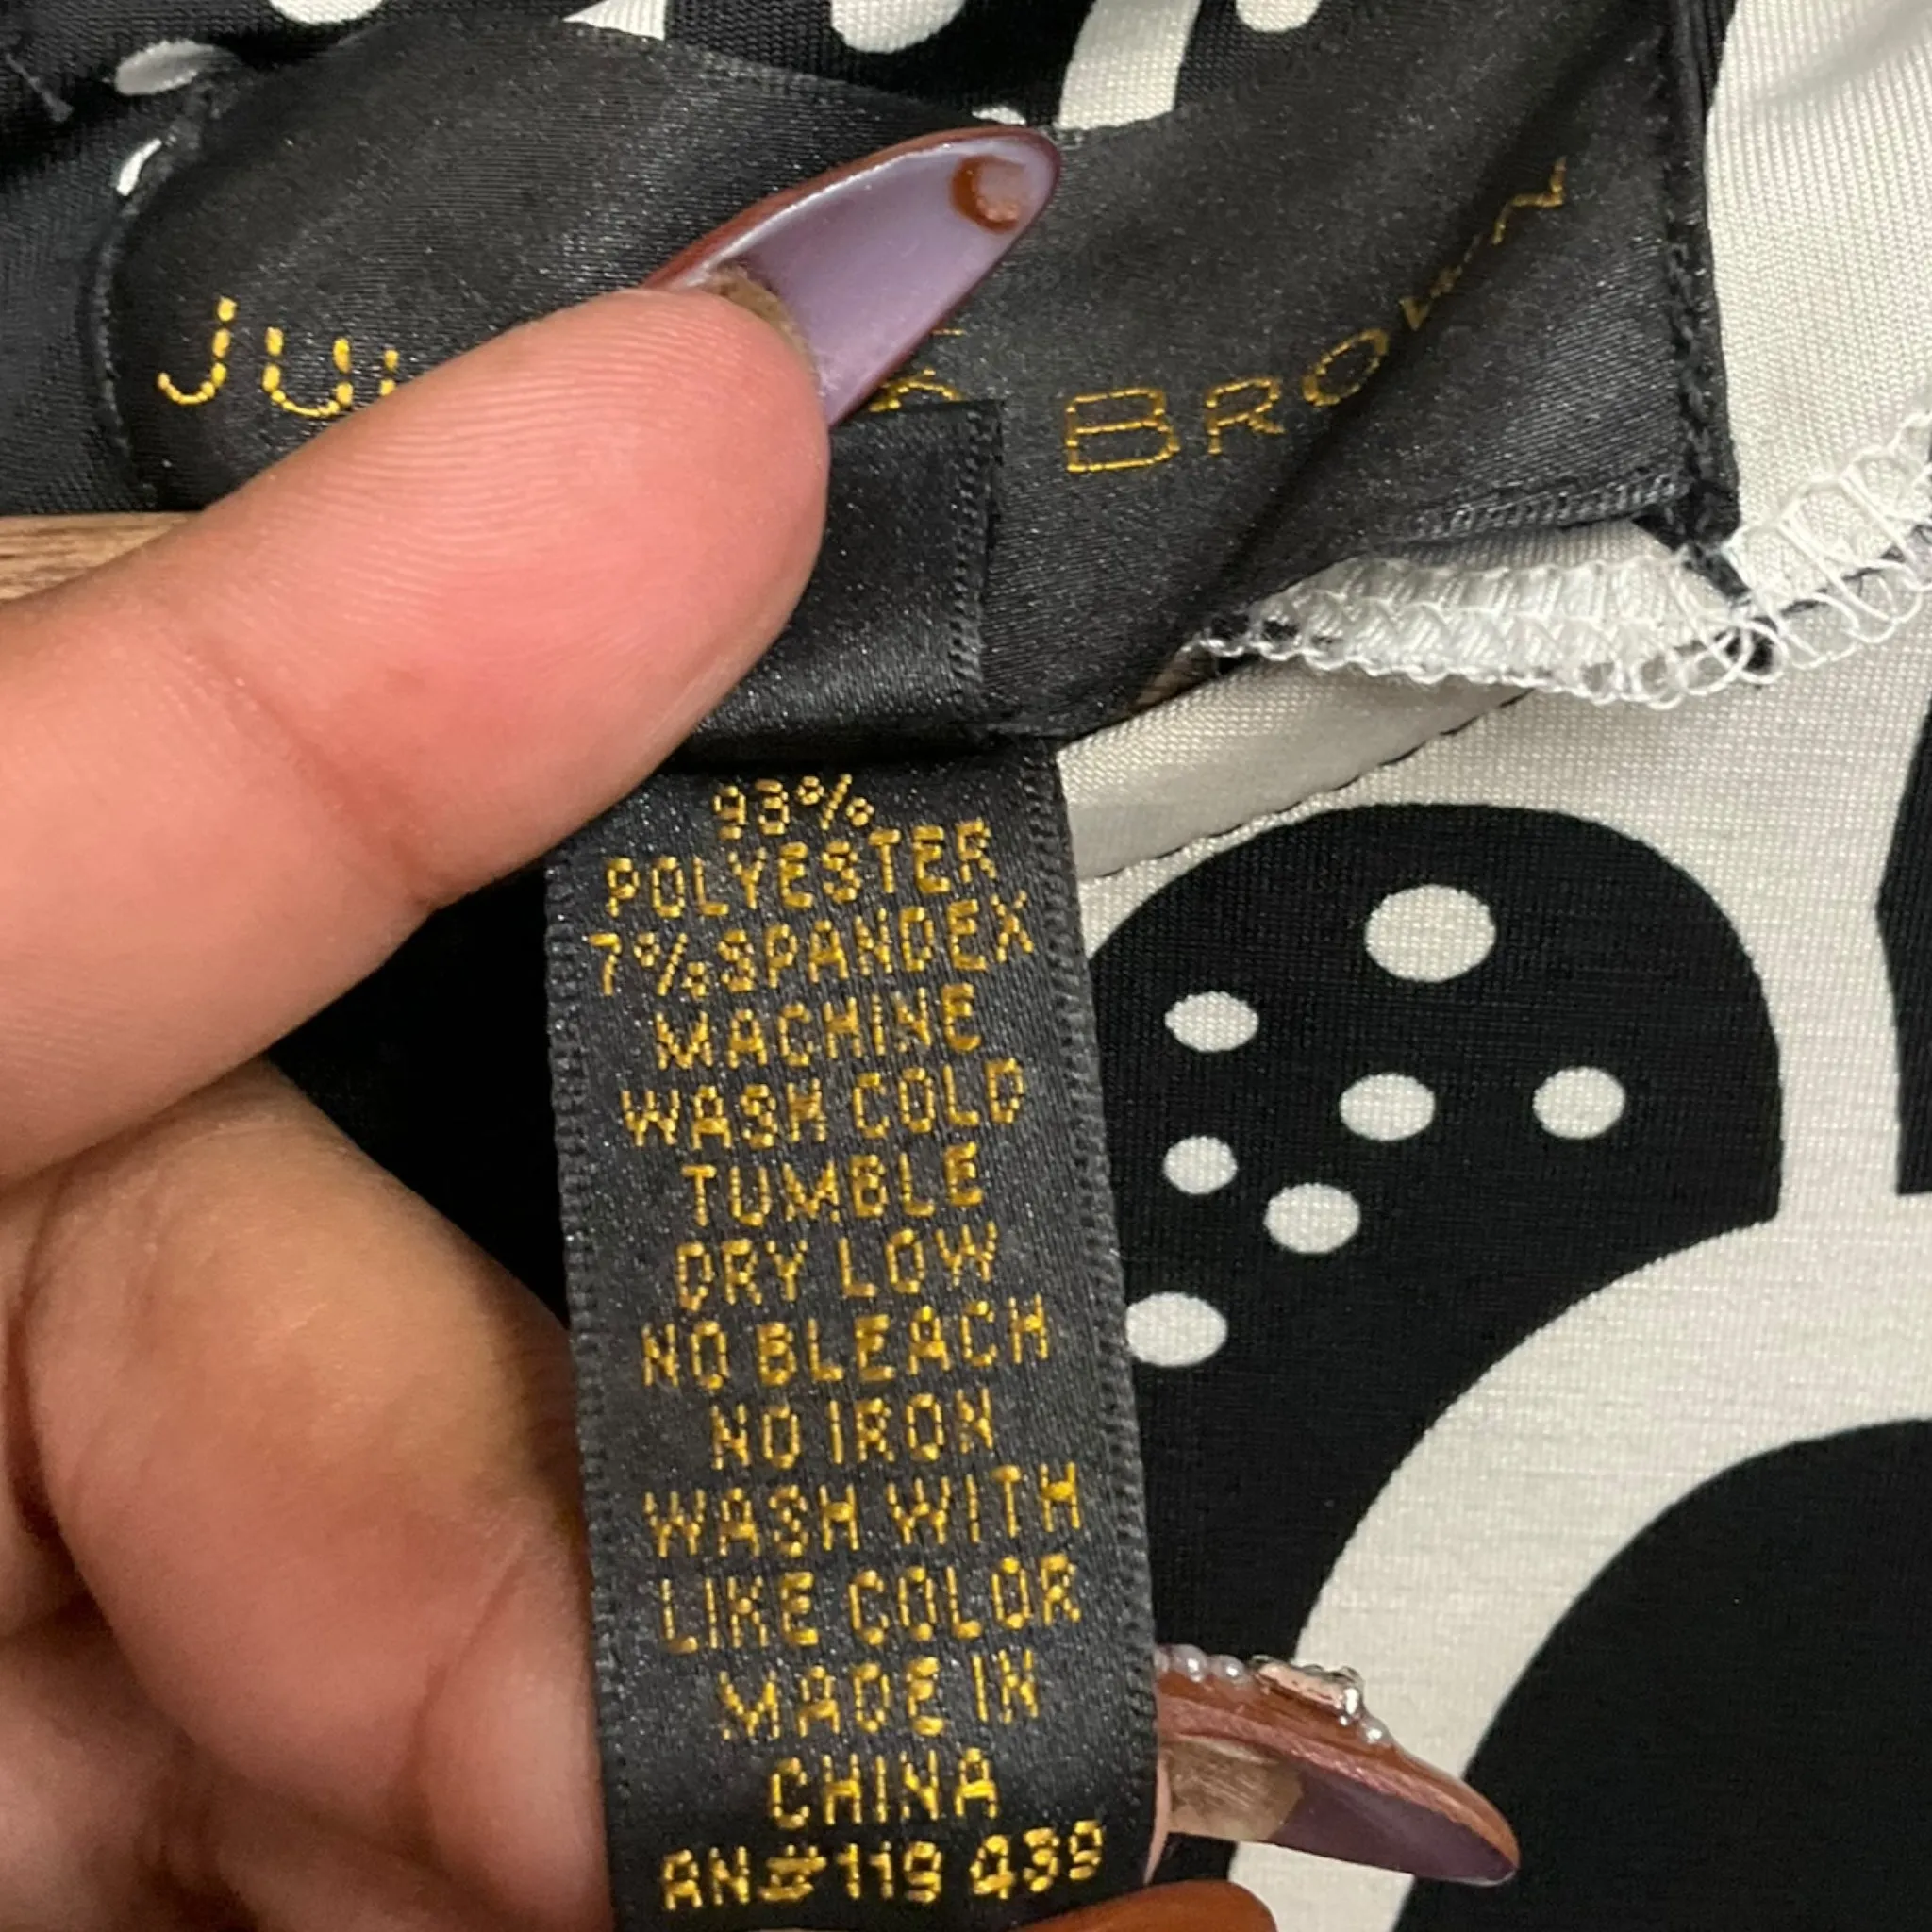 BROWN
93%
POLYESTER
7%SPANDEX
MACHINE
WASH COLD
TUMBLE
DRY LOW
NO BLEACH
NO IRON
WASH WITH
LIKE COLOR
MADE IN
CHINA
RN#119 439